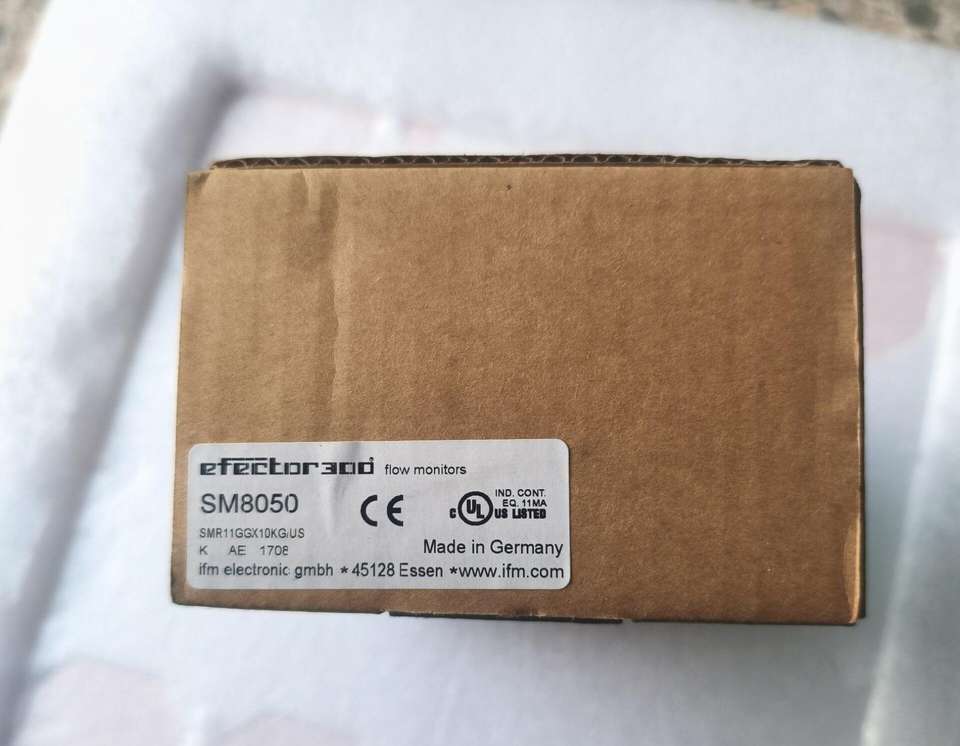 efector300® flow monitors
SM8050
CE
C UL US LISTED
IND. CONT.
EQ. 11MA
SMR11GGX10KG/US
K AE 1708
Made in Germany
ifm electronic gmbh ★ 45128 Essen ★ www.ifm.com